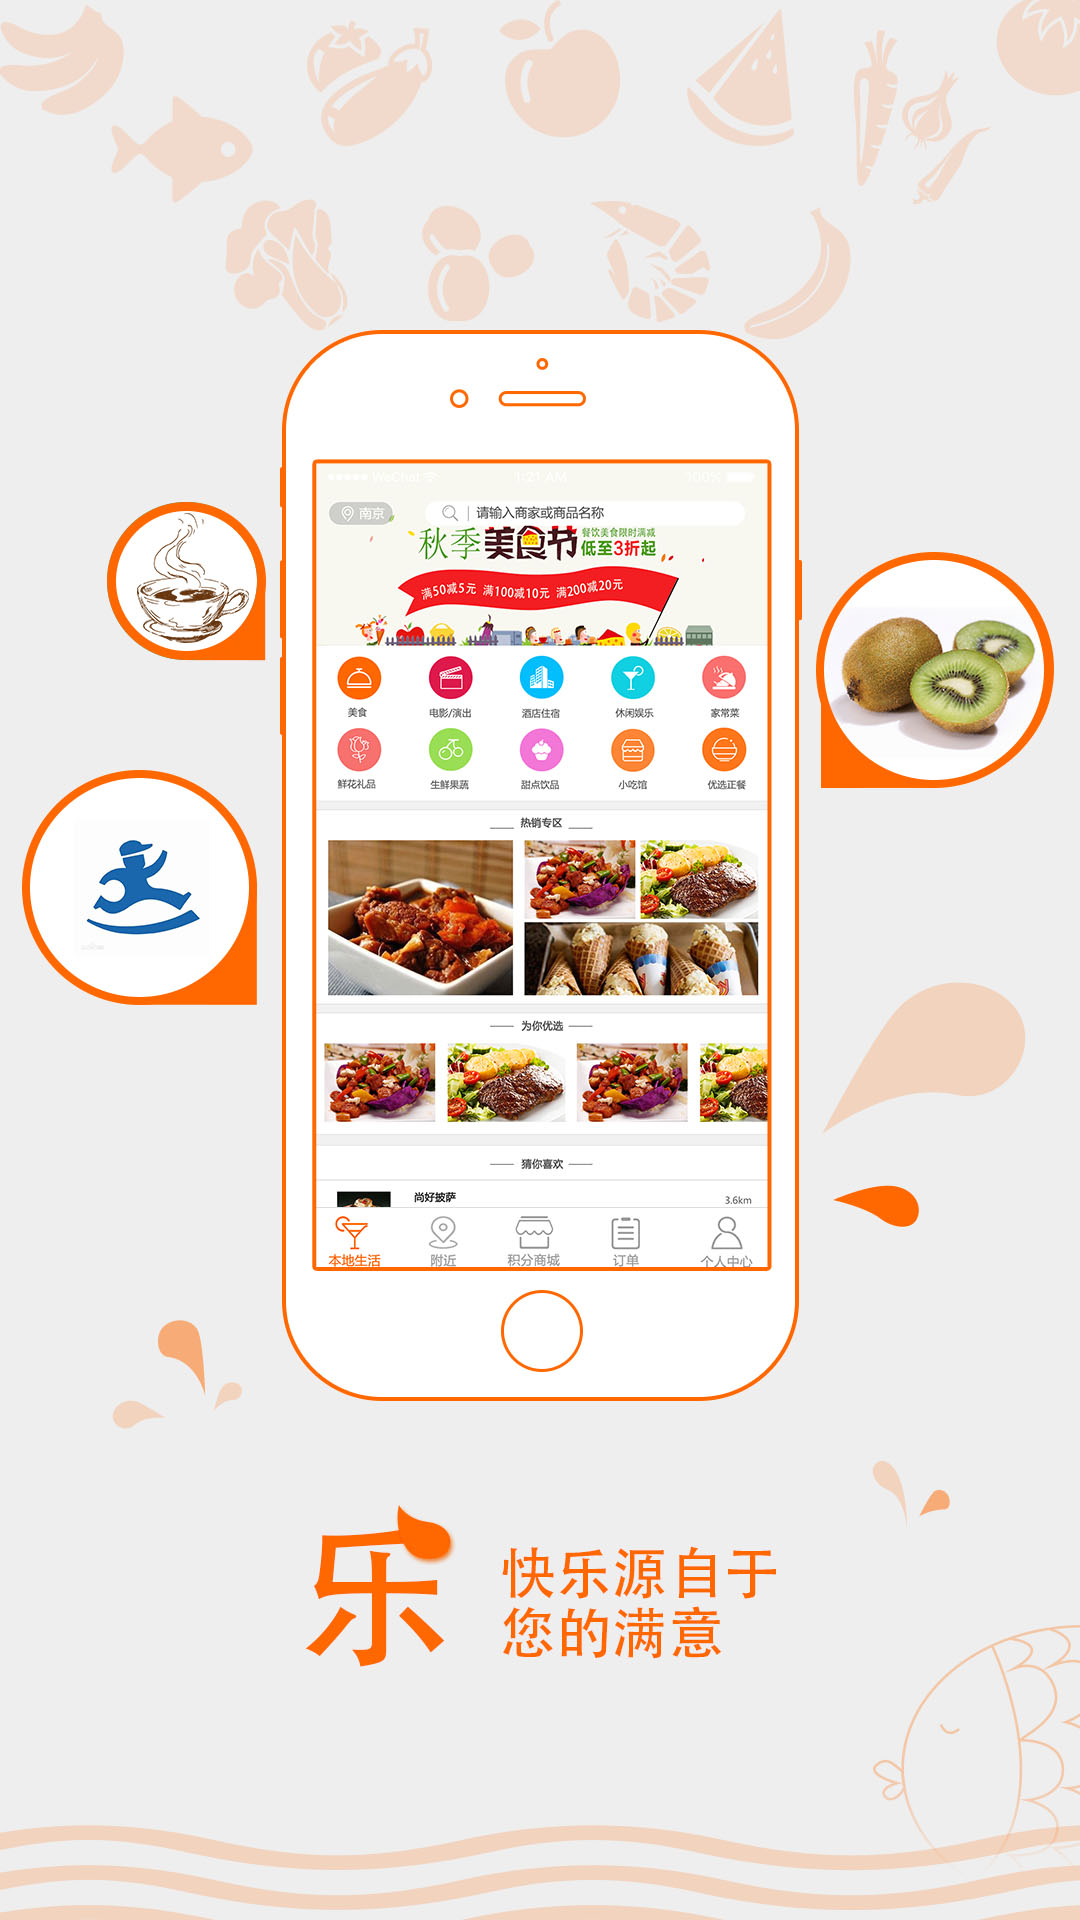 WeChat
1:21 AM
100%
南京
请输入商家或商品名称
秋季美食节
餐饮美食限时满减
低至3折起
满50减5元 满100减10元 满200减20元
美食
电影/演出
酒店住宿
休闲娱乐
家常菜
鲜花礼品
生鲜果蔬
甜点饮品
小吃馆
优选正餐
热销专区
为你优选
猜你喜欢
尚好披萨
3.6km
本地生活
附近
积分商城
订单
个人中心
乐
快乐源自于
您的满意